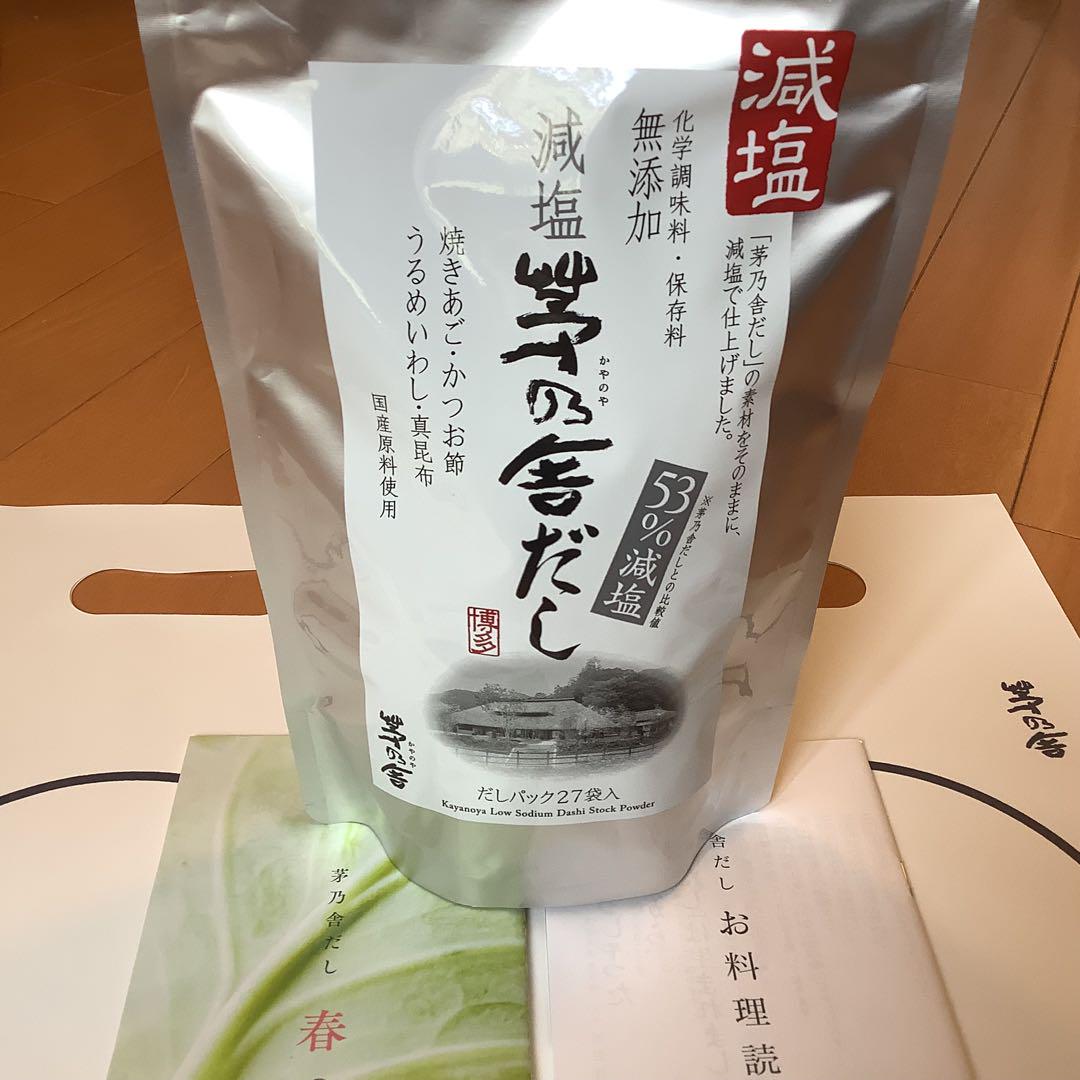 減塩
「茅乃舎だし」の素材をそのままに、
減塩で仕上げました。
化学調味料・保存料
無添加
減塩
茅乃舎だし
かやのや
※茅乃舎だしとの比較値
53%減塩
焼きあご・かつお節
うるめいわし・真昆布
国産原料使用
博多
茅乃舎
かやのや
だしパック27袋入
Kayanoya Low Sodium Dashi Stock Powder
茅乃舎
舎だし
お料理読
茅乃舎だし
春